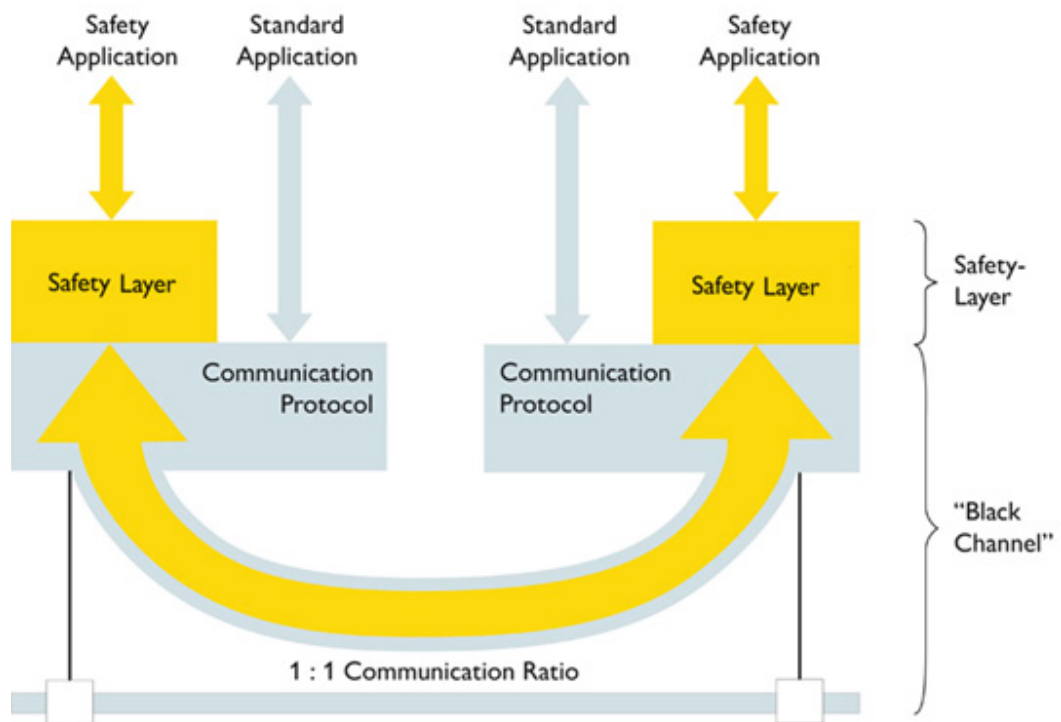 Safety
Application
Standard
Application
Standard
Application
Safety
Application
Safety Layer
Safety Layer
Safety-
Layer
Communication
Protocol
Communication
Protocol
“Black
Channel”
1 : 1 Communication Ratio